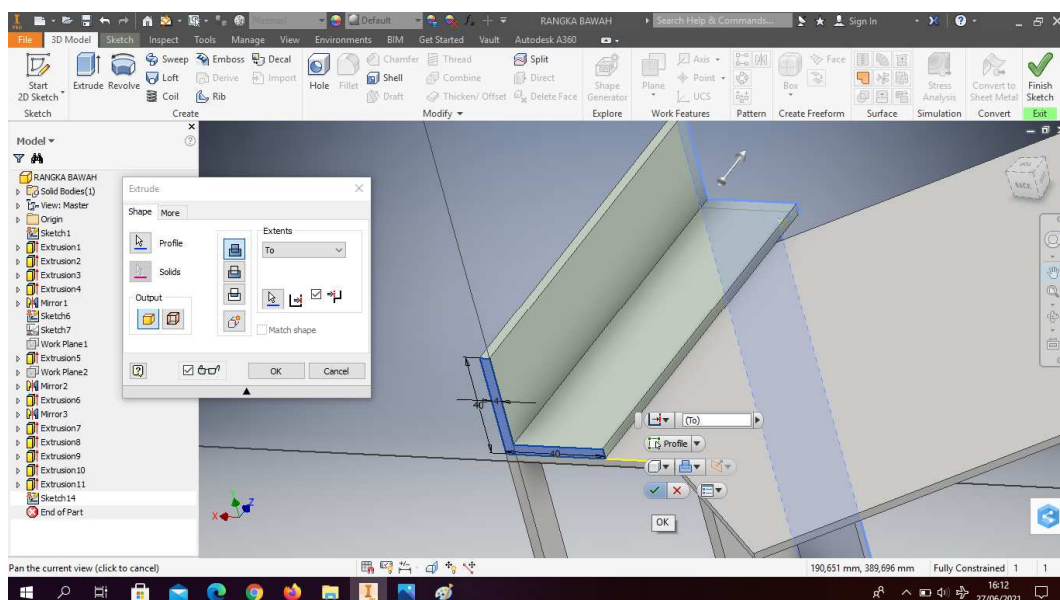 Material Default RANGKA BAWAH Search Help & Commands... Sign In
File 3D Model Sketch Inspect Tools Manage View Environments BIM Get Started Vault Autodesk A360
Start
2D Sketch
Extrude Revolve
Sweep Emboss Decal
Loft Derive Import
Coil Rib
Hole Fillet
Chamfer Thread
Shell Combine
Draft Thicken/ Offset
Split
Direct
Delete Face
Shape
Generator
Plane
Axis
Point
UCS
Box
Face
Stress
Analysis
Convert to
Sheet Metal
Finish
Sketch
Sketch Create Modify Explore Work Features Pattern Create Freeform Surface Simulation Convert Exit
Model
RANGKA BAWAH
Solid Bodies(1)
View: Master
Origin
Sketch1
Extrusion1
Extrusion2
Extrusion3
Extrusion4
Mirror1
Sketch6
Sketch7
Work Plane1
Extrusion5
Work Plane2
Mirror2
Extrusion6
Mirror3
Extrusion7
Extrusion8
Extrusion9
Extrusion10
Extrusion11
Sketch14
End of Part
Extrude
Shape More
Profile
Solids
Output
Extents
To
Match shape
OK Cancel
BACK
40
4
40
(To)
Profile
OK
X Z
Pan the current view (click to cancel)
190,651 mm, 389,696 mm Fully Constrained 1 1
16:12
27/06/2021